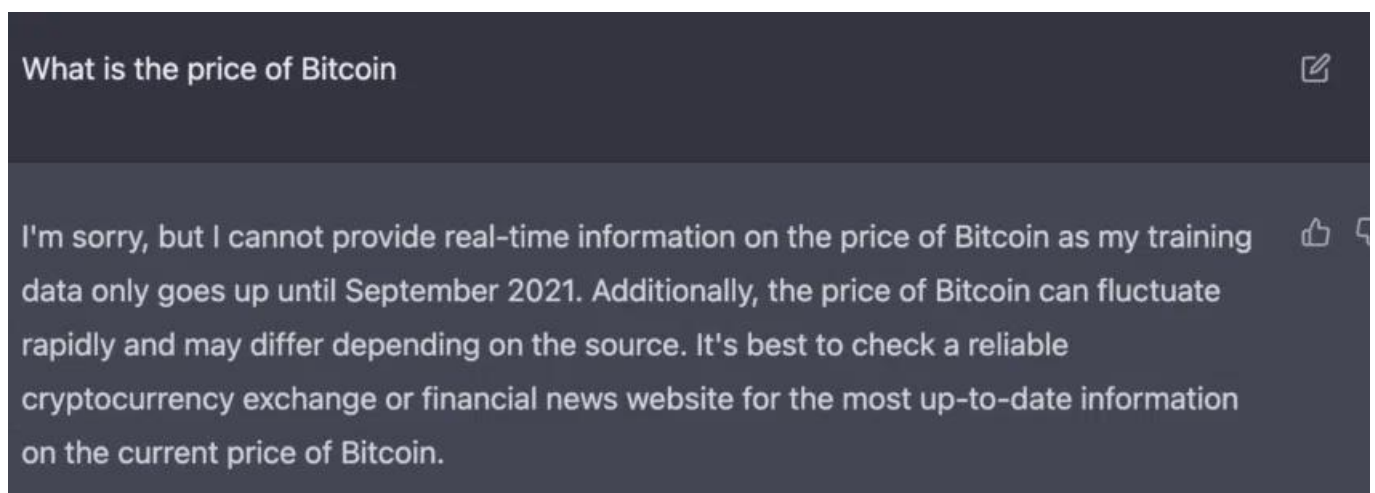 What is the price of Bitcoin
I'm sorry, but I cannot provide real-time information on the price of Bitcoin as my training
data only goes up until September 2021. Additionally, the price of Bitcoin can fluctuate
rapidly and may differ depending on the source. It's best to check a reliable
cryptocurrency exchange or financial news website for the most up-to-date information
on the current price of Bitcoin.